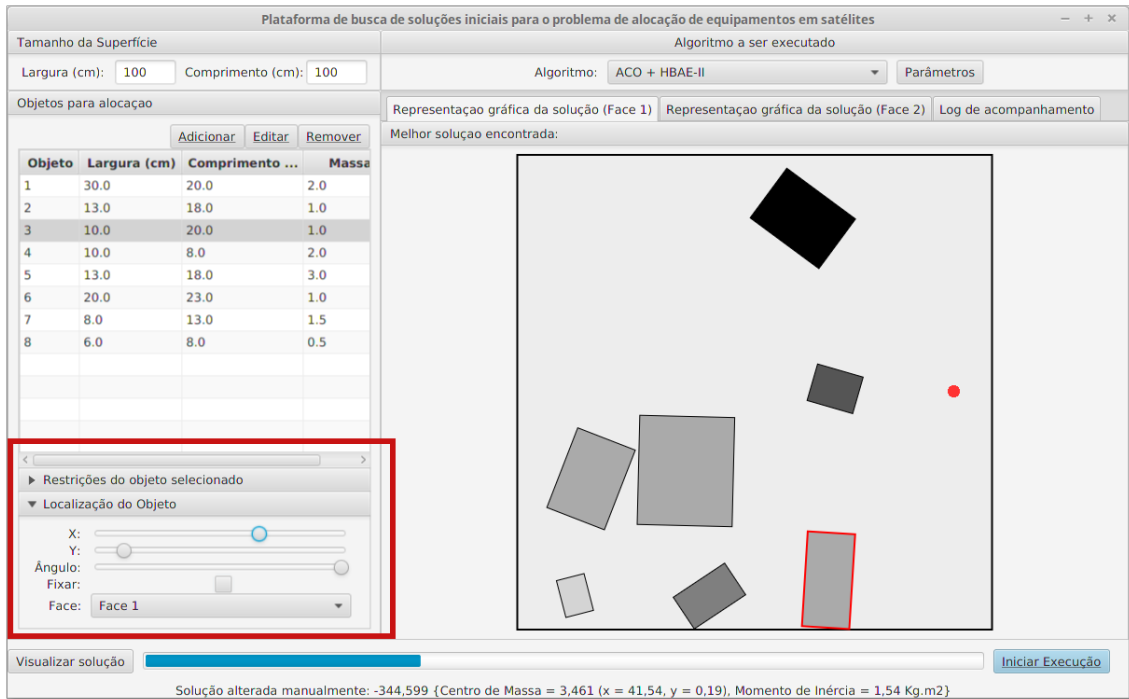 Plataforma de busca de soluções iniciais para o problema de alocação de equipamentos em satélites
Tamanho da Superfície
Largura (cm): 100 Comprimento (cm): 100
Algoritmo a ser executado
Algoritmo: ACO + HBAE-II Parâmetros
Objetos para alocaçao
Adicionar Editar Remover
Objeto Largura (cm) Comprimento ... Massa
1 30.0 20.0 2.0
2 13.0 18.0 1.0
3 10.0 20.0 1.0
4 10.0 8.0 2.0
5 13.0 18.0 3.0
6 20.0 23.0 1.0
7 8.0 13.0 1.5
8 6.0 8.0 0.5
Restrições do objeto selecionado
Localização do Objeto
X:
Y:
Ângulo:
Fixar:
Face: Face 1
Representaçao gráfica da solução (Face 1) Representaçao gráfica da solução (Face 2) Log de acompanhamento
Melhor soluçao encontrada:
Visualizar solução Iniciar Execução
Solução alterada manualmente: -344,599 {Centro de Massa = 3,461 (x = 41,54, y = 0,19), Momento de Inércia = 1,54 Kg.m2}